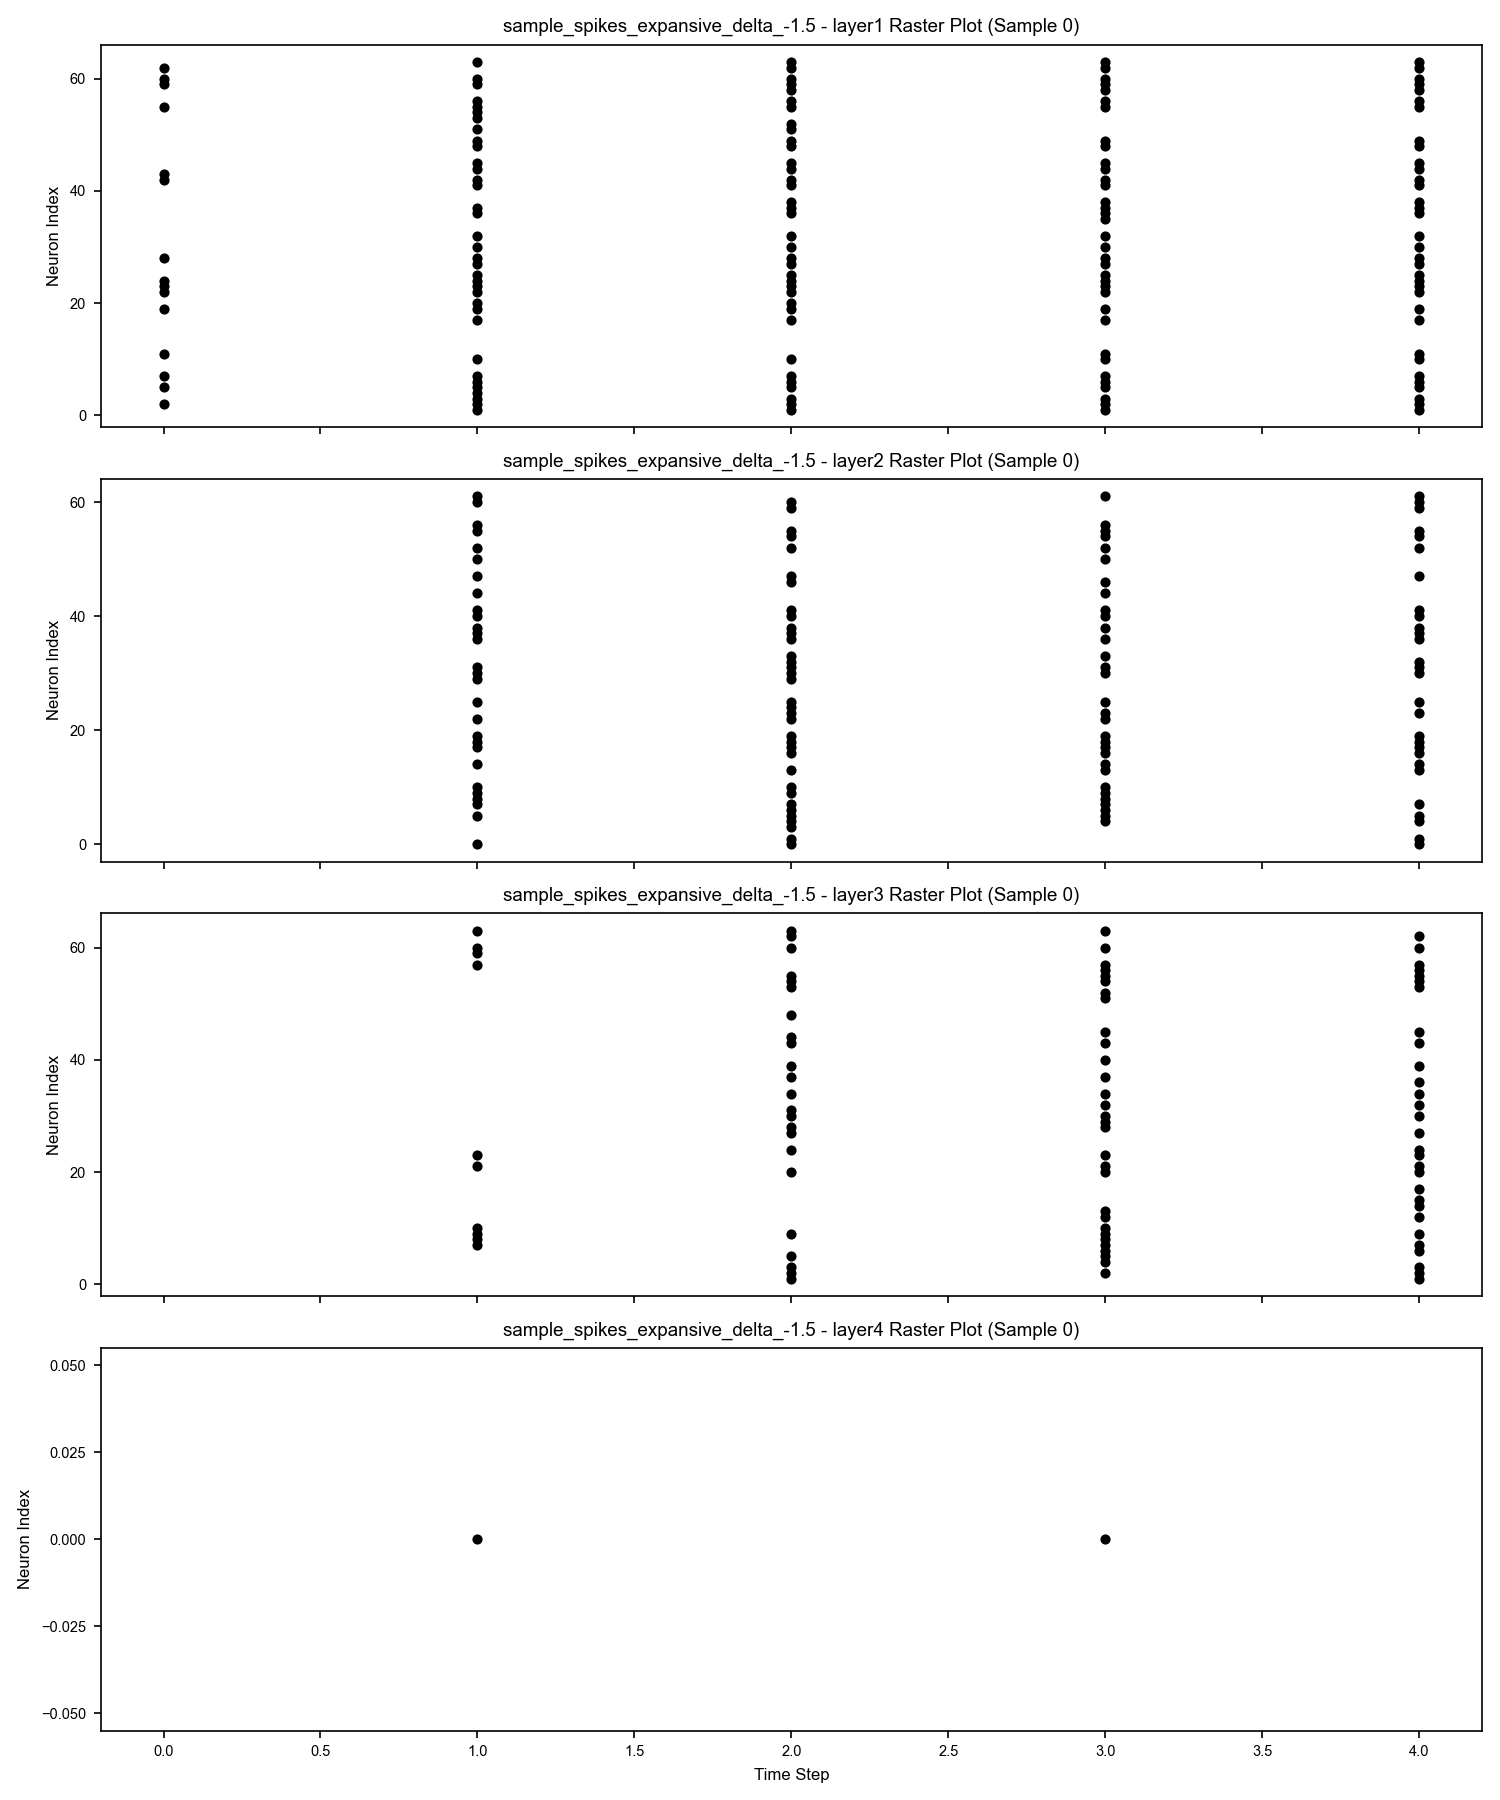 sample_spikes_expansive_delta_-1.5 - layer1 Raster Plot (Sample 0)
60
40
20
0
Neuron Index
sample_spikes_expansive_delta_-1.5 - layer2 Raster Plot (Sample 0)
60
40
20
0
Neuron Index
sample_spikes_expansive_delta_-1.5 - layer3 Raster Plot (Sample 0)
60
40
20
0
Neuron Index
sample_spikes_expansive_delta_-1.5 - layer4 Raster Plot (Sample 0)
0.050
0.025
0.000
−0.025
−0.050
Neuron Index
0.0 0.5 1.0 1.5 2.0 2.5 3.0 3.5 4.0
Time Step